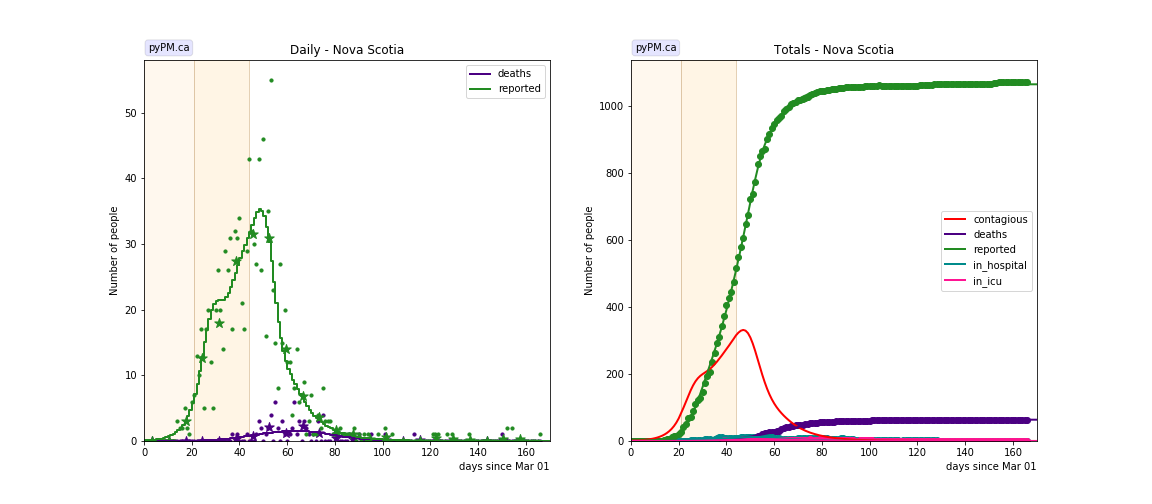 pyPM.ca
Daily - Nova Scotia
Number of people
50
40
30
20
10
0
0 20 40 60 80 100 120 140 160
days since Mar 01
deaths
reported
pyPM.ca
Totals - Nova Scotia
Number of people
1000
800
600
400
200
0
0 20 40 60 80 100 120 140 160
days since Mar 01
contagious
deaths
reported
in_hospital
in_icu